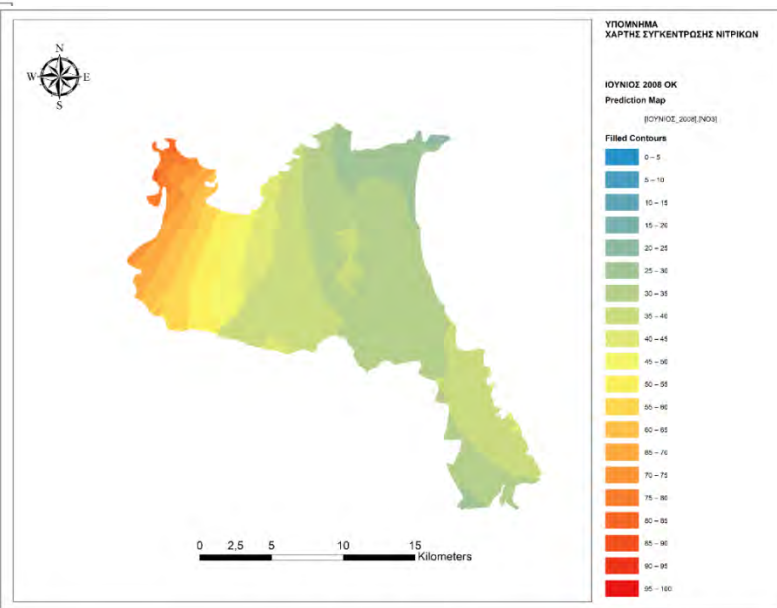 ΥΠΟΜΝΗΜΑ
ΧΑΡΤΗΣ ΣΥΓΚΕΝΤΡΩΣΗΣ ΝΙΤΡΙΚΩΝ
ΙΟΥΝΙΟΣ 2008 OK
Prediction Map
[ΙΟΥΝΙΟΣ_2008].[NO3]
Filled Contours
0 – 5
5 – 10
10 – 15
15 – 20
20 – 25
25 – 30
30 – 35
35 – 40
40 – 45
45 – 50
50 – 55
55 – 60
60 – 65
65 – 70
70 – 75
75 – 80
80 – 85
85 – 90
90 – 95
95 – 100
N
W E
S
0 2,5 5 10 15
Kilometers